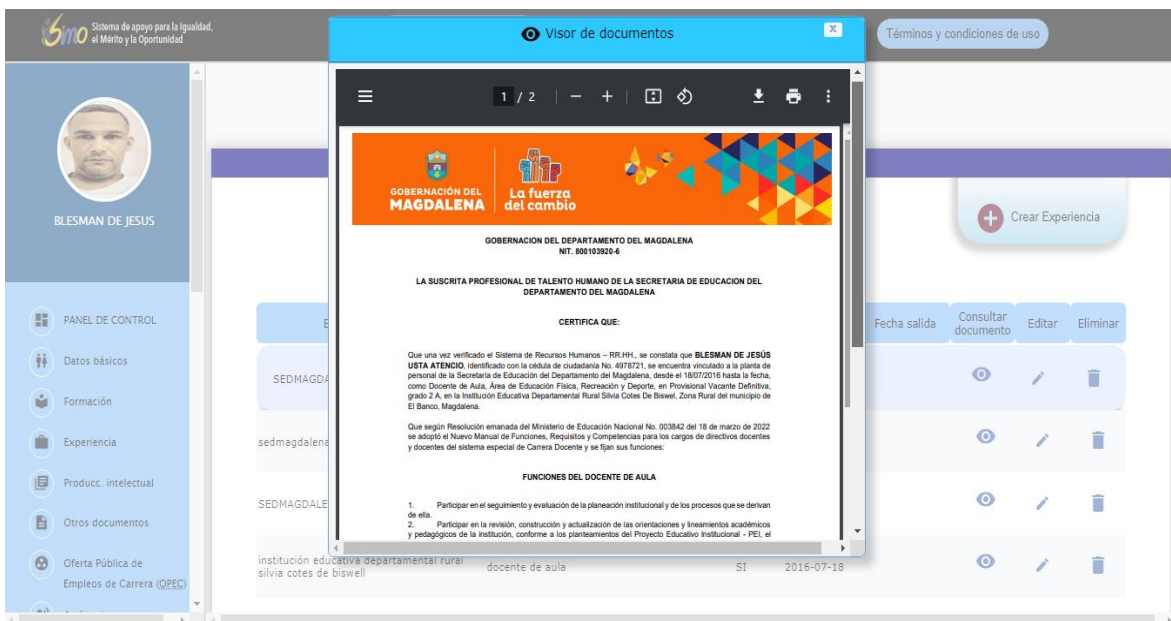 Simo
Sistema de apoyo para la Igualdad,
el Mérito y la Oportunidad
Visor de documentos
X
Términos y condiciones de uso
1 / 2
BLESMAN DE JESUS
GOBERNACIÓN DEL
MAGDALENA
La fuerza
del cambio
GOBERNACION DEL DEPARTAMENTO DEL MAGDALENA
NIT. 800103920-6
LA SUSCRITA PROFESIONAL DE TALENTO HUMANO DE LA SECRETARIA DE EDUCACION DEL
DEPARTAMENTO DEL MAGDALENA
CERTIFICA QUE:
Que una vez verificado el Sistema de Recursos Humanos – RR.HH., se constata que BLESMAN DE JESÚS
USTA ATENCIO, identificado con la cédula de ciudadanía No. 4978721, se encuentra vinculado a la planta de
personal de la Secretaría de Educación del Departamento del Magdalena, desde el 18/07/2016 hasta la fecha,
como Docente de Aula, Área de Educación Física, Recreación y Deporte, en Provisional Vacante Definitiva,
grado 2 A, en la Institución Educativa Departamental Rural Silvia Cotes De Biswel, Zona Rural del municipio de
El Banco, Magdalena.
Que según Resolución emanada del Ministerio de Educación Nacional No. 003842 del 18 de marzo de 2022
se adoptó el Nuevo Manual de Funciones, Requisitos y Competencias para los cargos de directivos docentes
y docentes del sistema especial de Carrera Docente y se fijan sus funciones:
FUNCIONES DEL DOCENTE DE AULA
1. Participar en el seguimiento y evaluación de la planeación institucional y de los procesos que se derivan
de ella.
2. Participar en la revisión, construcción y actualización de las orientaciones y lineamientos académicos
y pedagógicos de la institución, conforme a los planteamientos del Proyecto Educativo Institucional - PEI, el
Crear Experiencia
PANEL DE CONTROL
Datos básicos
Formación
Experiencia
Producc. intelectual
Otros documentos
Oferta Pública de
Empleos de Carrera (OPEC)
Fecha salida
Consultar
documento
Editar
Eliminar
SEDMAGDA
sedmagdalena
SEDMAGDALE
institución educativa departamental rural
silvia cotes de biswell
docente de aula
SI
2016-07-18